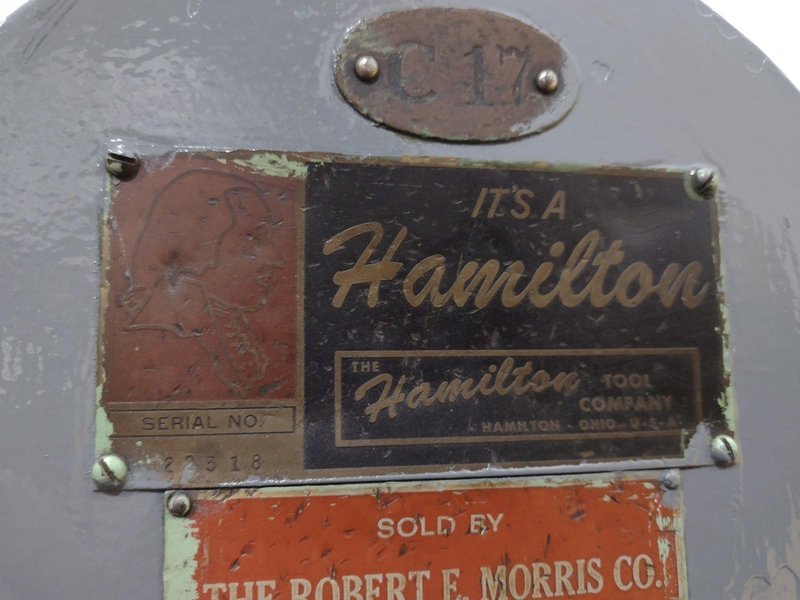 C 17
IT'S A
Hamilton
THE
Hamilton TOOL
COMPANY
HAMILTON · OHIO U·S·A
SERIAL NO.
22318
SOLD BY
THE ROBERT E. MORRIS CO.